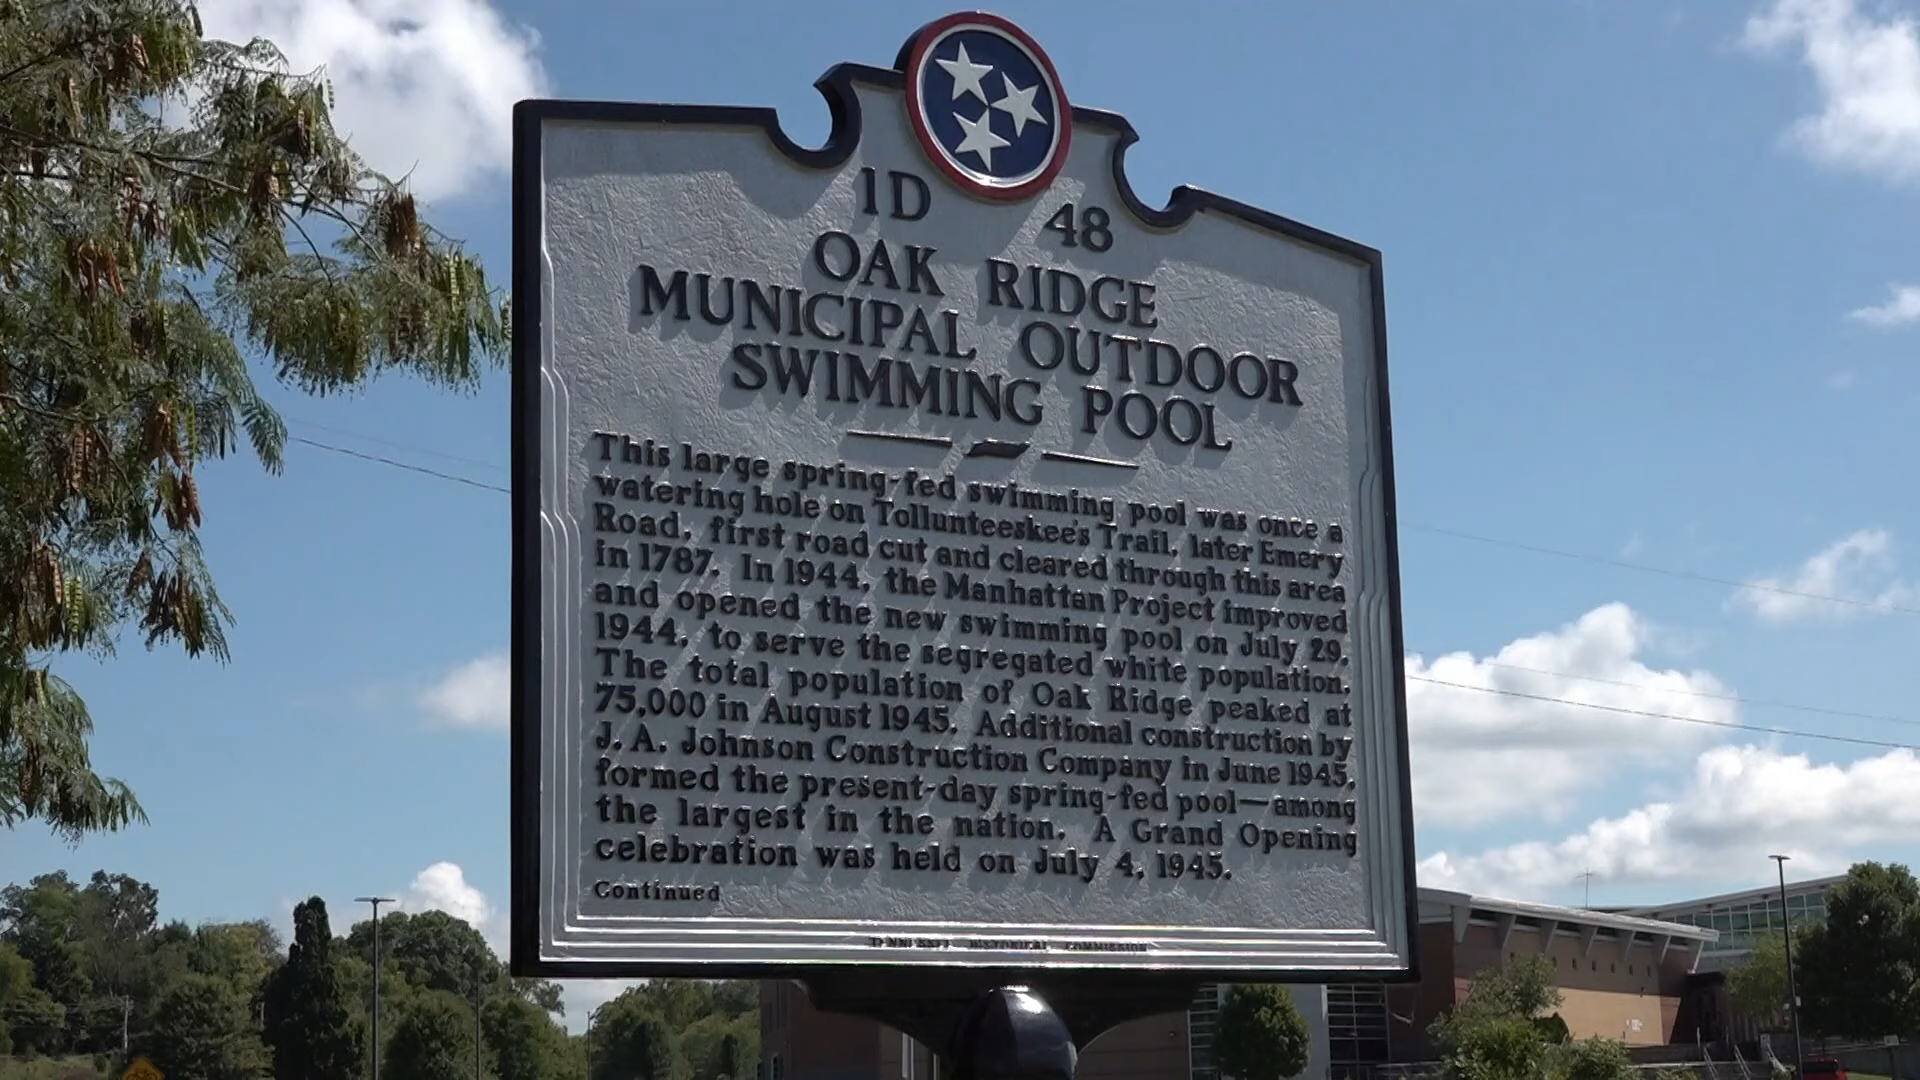 1D 48
OAK RIDGE
MUNICIPAL OUTDOOR
SWIMMING POOL
This large spring-fed swimming pool was once a
watering hole on Tollunteeskee's Trail, later Emery
Road, first road cut and cleared through this area
in 1787. In 1944, the Manhattan Project improved
and opened the new swimming pool on July 29,
1944, to serve the segregated white population.
The total population of Oak Ridge peaked at
75,000 in August 1945. Additional construction by
J. A. Johnson Construction Company in June 1945,
formed the present-day spring-fed pool—among
the largest in the nation. A Grand Opening
celebration was held on July 4, 1945.
Continued
TENNESSEE HISTORICAL COMMISSION